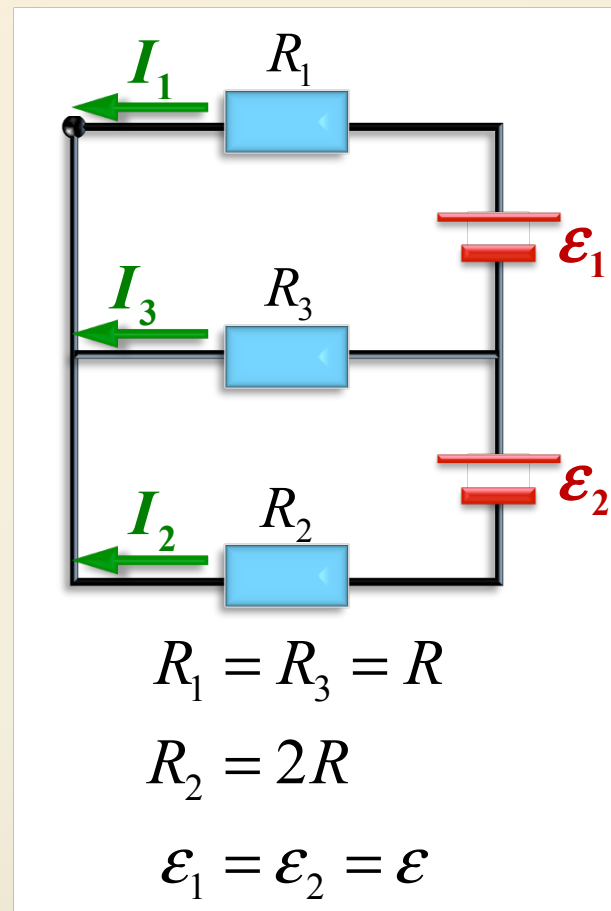 I₁ R₁
ε₁
I₃ R₃
ε₂
I₂ R₂
R₁ = R₃ = R
R₂ = 2R
ε₁ = ε₂ = ε